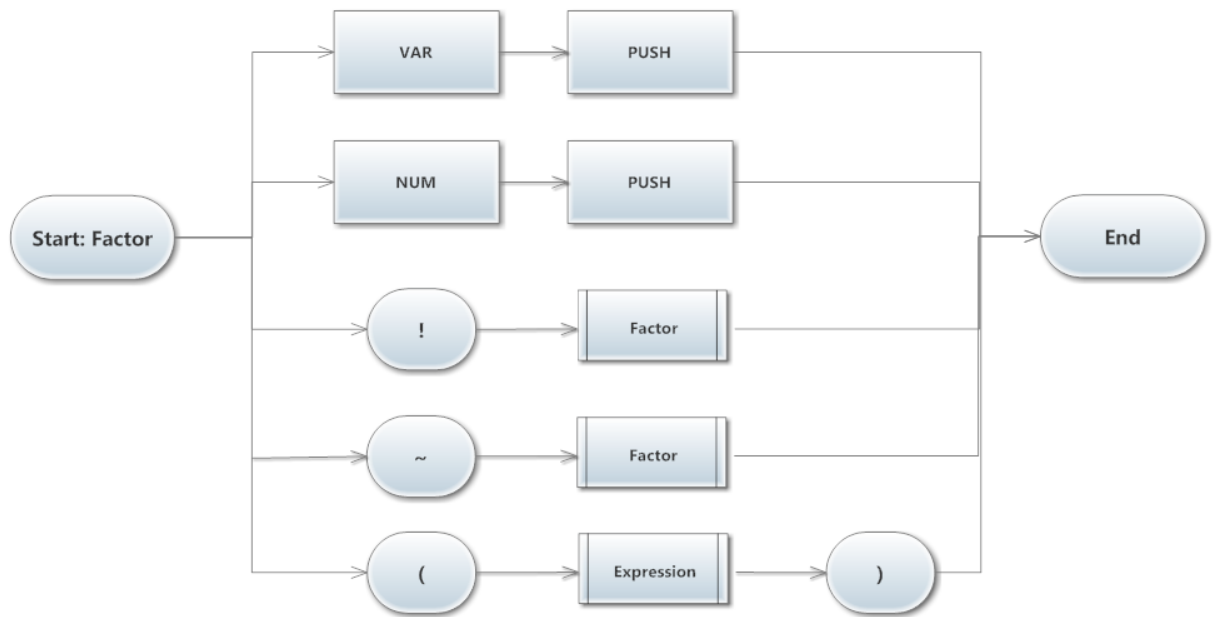 VAR
PUSH
NUM
PUSH
Start: Factor
End
!
Factor
~
Factor
(
Expression
)